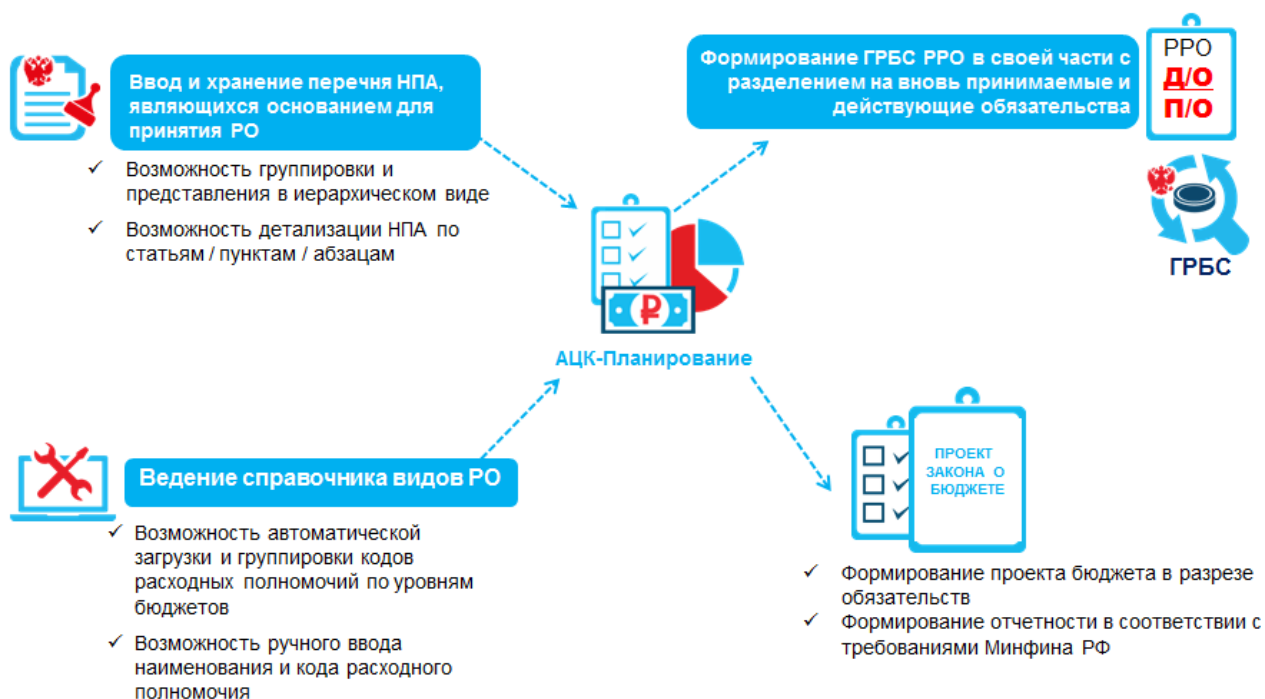 Ввод и хранение перечня НПА,
являющихся основанием для
принятия РО
✓ Возможность группировки и
представления в иерархическом виде
✓ Возможность детализации НПА по
статьям / пунктам / абзацам
Формирование ГРБС РРО в своей части с
разделением на вновь принимаемые и
действующие обязательства
РРО
Д/О
П/О
ГРБС
АЦК-Планирование
Ведение справочника видов РО
✓ Возможность автоматической
загрузки и группировки кодов
расходных полномочий по уровням
бюджетов
✓ Возможность ручного ввода
наименования и кода расходного
полномочия
ПРОЕКТ
ЗАКОНА О
БЮДЖЕТЕ
✓ Формирование проекта бюджета в разрезе
обязательств
✓ Формирование отчетности в соответствии с
требованиями Минфина РФ